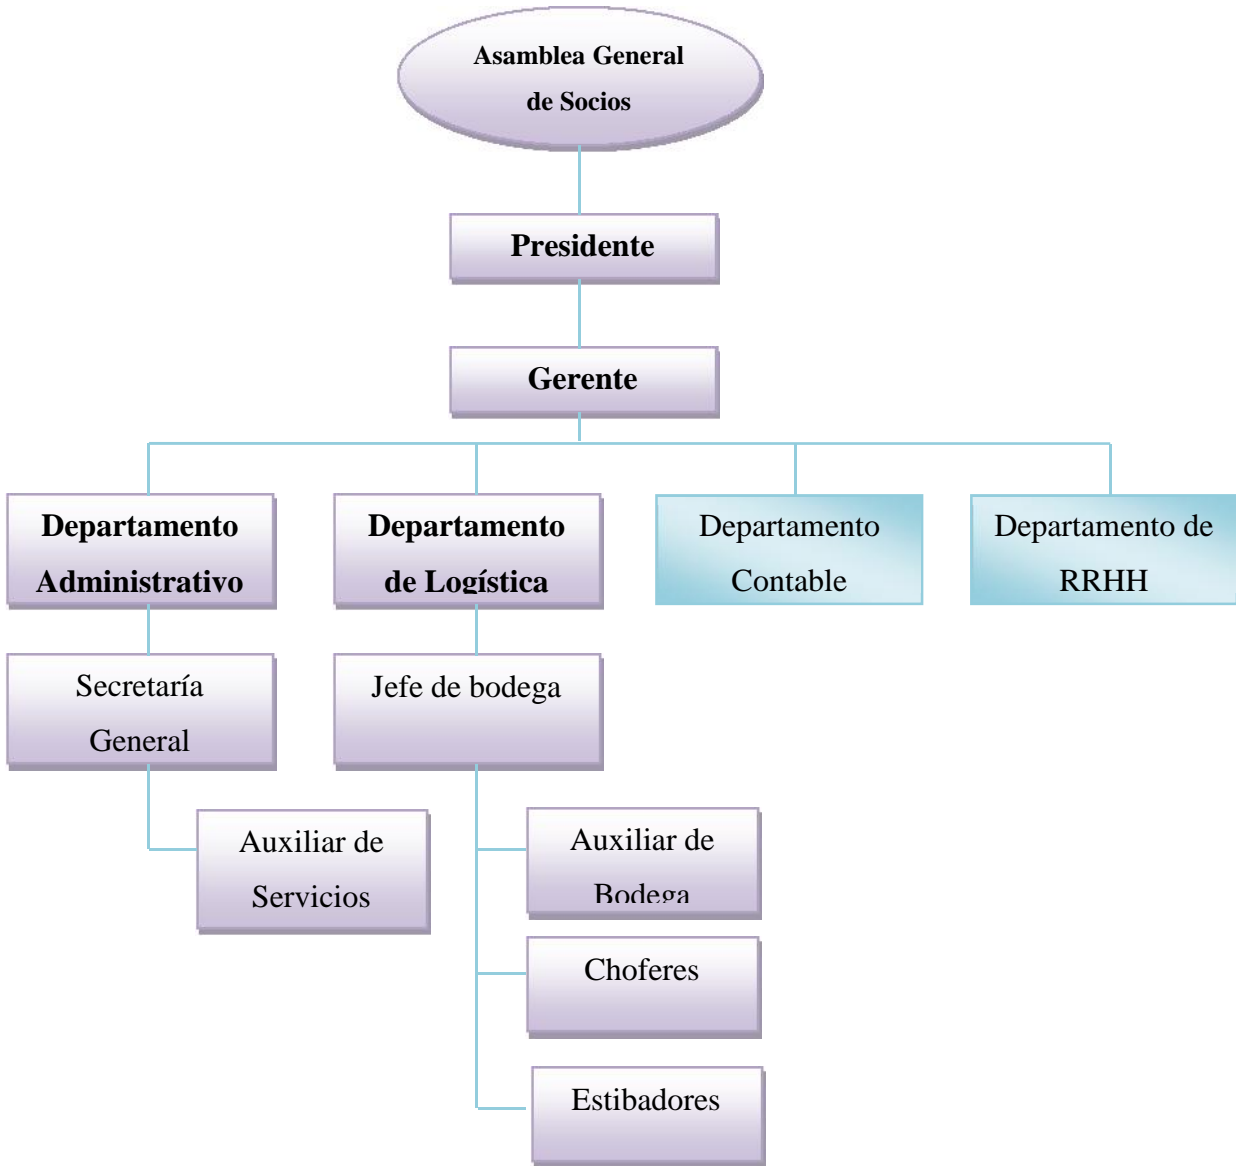 Asamblea General
de Socios
Presidente
Gerente
Departamento
Administrativo
Departamento
de Logística
Departamento
Contable
Departamento de
RRHH
Secretaría
General
Jefe de bodega
Auxiliar de
Servicios
Auxiliar de
Bodega
Choferes
Estibadores